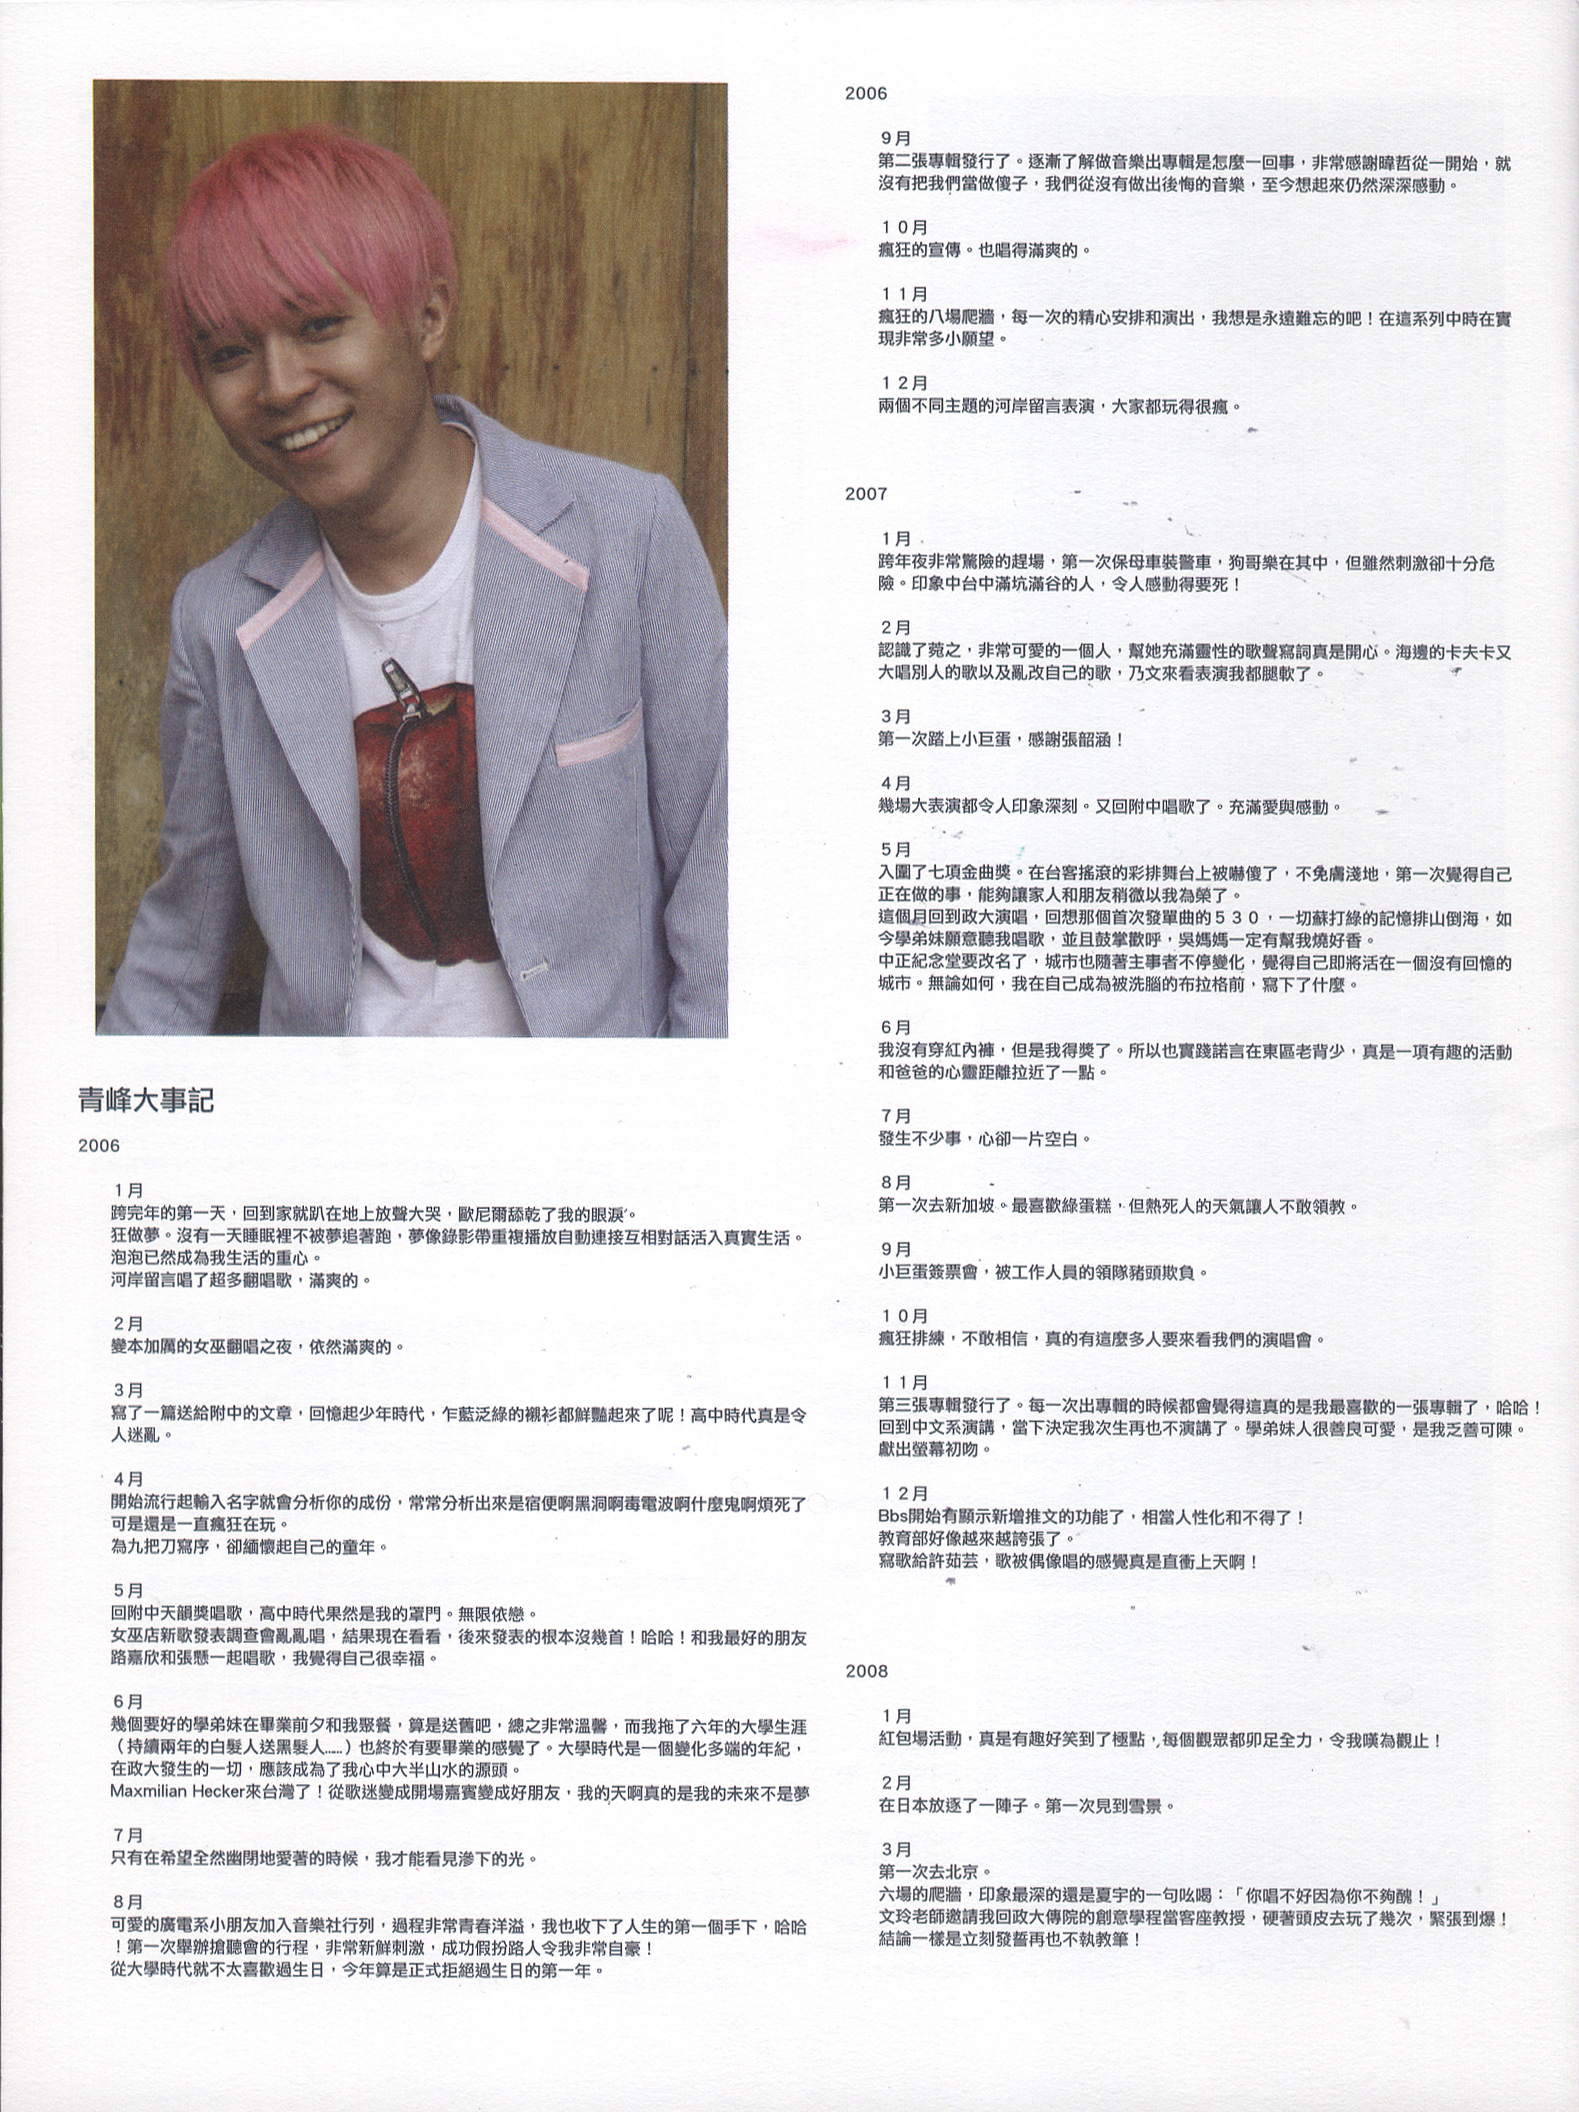 青峰大事記
2006
1月
跨完年的第一天，回到家就趴在地上放聲大哭，歐尼爾舔乾了我的眼淚。
狂做夢。沒有一天睡眠裡不被夢追著跑，夢像錄影帶重複播放自動連接互相對話活入真實生活。
泡泡已然成為我生活的重心。
河岸留言唱了超多翻唱歌，滿爽的。
2月
變本加厲的女巫翻唱之夜，依然滿爽的。
3月
寫了一篇送給附中的文章，回憶起少年時代，乍藍泛綠的襯衫都鮮豔起來了呢！高中時代真是令
人迷亂。
4月
開始流行起輸入名字就會分析你的成份，常常分析出來是宿便啊黑洞啊毒電波啊什麼鬼啊煩死了
可是還是一直瘋狂在玩。
為九把刀寫序，卻緬懷起自己的童年。
5月
回附中天韻獎唱歌，高中時代果然是我的罩門。無限依戀。
女巫店新歌發表調查會亂亂唱，結果現在看看，後來發表的根本沒幾首！哈哈！和我最好的朋友
路嘉欣和張懸一起唱歌，我覺得自己很幸福。
6月
幾個要好的學弟妹在畢業前夕和我聚餐，算是送舊吧，總之非常溫馨，而我拖了六年的大學生涯
（持續兩年的白髮人送黑髮人……）也終於有要畢業的感覺了。大學時代是一個變化多端的年紀，
在政大發生的一切，應該成為了我心中大半山水的源頭。
Maxmilian Hecker來台灣了！從歌迷變成開場嘉賓變成好朋友，我的天啊真的是我的未來不是夢
7月
只有在希望全然幽閉地愛著的時候，我才能看見滲下的光。
8月
可愛的廣電系小朋友加入音樂社行列，過程非常青春洋溢，我也收下了人生的第一個手下，哈哈
！第一次舉辦搶聽會的行程，非常新鮮刺激，成功假扮路人令我非常自豪！
從大學時代就不太喜歡過生日，今年算是正式拒絕過生日的第一年。
2006
9月
第二張專輯發行了。逐漸了解做音樂出專輯是怎麼一回事，非常感謝暐哲從一開始，就
沒有把我們當做傻子，我們從沒有做出後悔的音樂，至今想起來仍然深深感動。
10月
瘋狂的宣傳。也唱得滿爽的。
11月
瘋狂的八場爬牆，每一次的精心安排和演出，我想是永遠難忘的吧！在這系列中時在實
現非常多小願望。
12月
兩個不同主題的河岸留言表演，大家都玩得很瘋。
2007
1月
跨年夜非常驚險的趕場，第一次保母車裝警車，狗哥樂在其中，但雖然刺激卻十分危
險。印象中台中滿坑滿谷的人，令人感動得要死！
2月
認識了菀之，非常可愛的一個人，幫她充滿靈性的歌聲寫詞真是開心。海邊的卡夫卡又
大唱別人的歌以及亂改自己的歌，乃文來看表演我都腿軟了。
3月
第一次踏上小巨蛋，感謝張韶涵！
4月
幾場大表演都令人印象深刻。又回附中唱歌了。充滿愛與感動。
5月
入圍了七項金曲獎。在台客搖滾的彩排舞台上被嚇傻了，不免膚淺地，第一次覺得自己
正在做的事，能夠讓家人和朋友稍微以我為榮了。
這個月回到政大演唱，回想那個首次發單曲的530，一切蘇打綠的記憶排山倒海，如
今學弟妹願意聽我唱歌，並且鼓掌歡呼，吳媽媽一定有幫我燒好香。
中正紀念堂要改名了，城市也隨著主事者不停變化，覺得自己即將活在一個沒有回憶的
城市。無論如何，我在自己成為被洗腦的布拉格前，寫下了什麼。
6月
我沒有穿紅內褲，但是我得獎了。所以也實踐諾言在東區老背少，真是一項有趣的活動
和爸爸的心靈距離拉近了一點。
7月
發生不少事，心卻一片空白。
8月
第一次去新加坡。最喜歡綠蛋糕，但熱死人的天氣讓人不敢領教。
9月
小巨蛋簽票會，被工作人員的領隊豬頭欺負。
10月
瘋狂排練，不敢相信，真的有這麼多人要來看我們的演唱會。
11月
第三張專輯發行了。每一次出專輯的時候都會覺得這真的是我最喜歡的一張專輯了，哈哈！
回到中文系演講，當下決定我次生再也不演講了。學弟妹人很善良可愛，是我乏善可陳。
獻出螢幕初吻。
12月
Bbs開始有顯示新增推文的功能了，相當人性化和不得了！
教育部好像越來越誇張了。
寫歌給許茹芸，歌被偶像唱的感覺真是直衝上天啊！
2008
1月
紅包場活動，真是有趣好笑到了極點，每個觀眾都卯足全力，令我嘆為觀止！
2月
在日本放逐了一陣子。第一次見到雪景。
3月
第一次去北京。
六場的爬牆，印象最深的還是夏宇的一句吆喝：「你唱不好因為你不夠醜！」
文玲老師邀請我回政大傳院的創意學程當客座教授，硬著頭皮去玩了幾次，緊張到爆！
結論一樣是立刻發誓再也不執教筆！